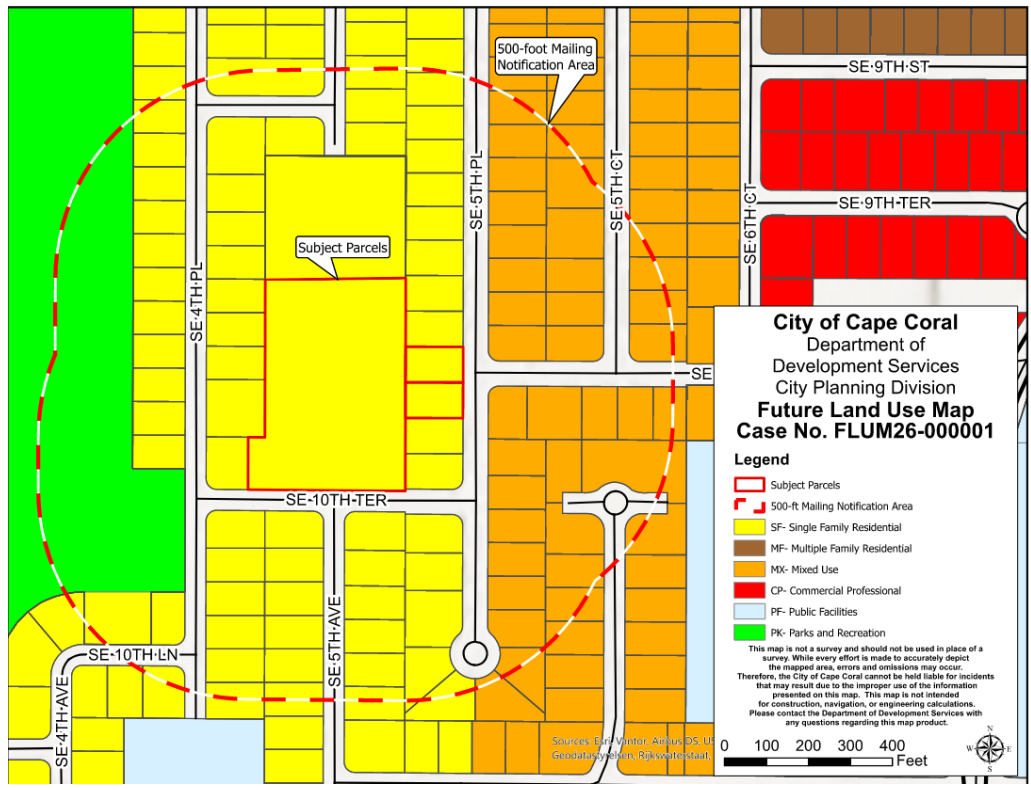 500-foot Mailing
Notification Area
SE 9TH ST
SE 5TH PL
SE 5TH CT
SE 6TH CT
SE 9TH TER
Subject Parcels
SE 4TH PL
SE
SE 10TH TER
SE 5TH AVE
SE 10TH LN
SE 4TH AVE
City of Cape Coral
Department of
Development Services
City Planning Division
Future Land Use Map
Case No. FLUM26-000001
Legend
Subject Parcels
500-ft Mailing Notification Area
SF- Single Family Residential
MF- Multiple Family Residential
MX- Mixed Use
CP- Commercial Professional
PF- Public Facilities
PK- Parks and Recreation
This map is not a survey and should not be used in place of a
survey. While every effort is made to accurately depict
the mapped area, errors and omissions may occur.
Therefore, the City of Cape Coral cannot be held liable for incidents
that may result due to the improper use of the information
presented on this map. This map is not intended
for construction, navigation, or engineering calculations.
Please contact the Department of Development Services with
any questions regarding this map product.
Sources: Esri, Vantor, Airbus DS,
Geodatastyrelsen, Rijkswaterstaat,
0 100 200 300 400
Feet
N
W E
S